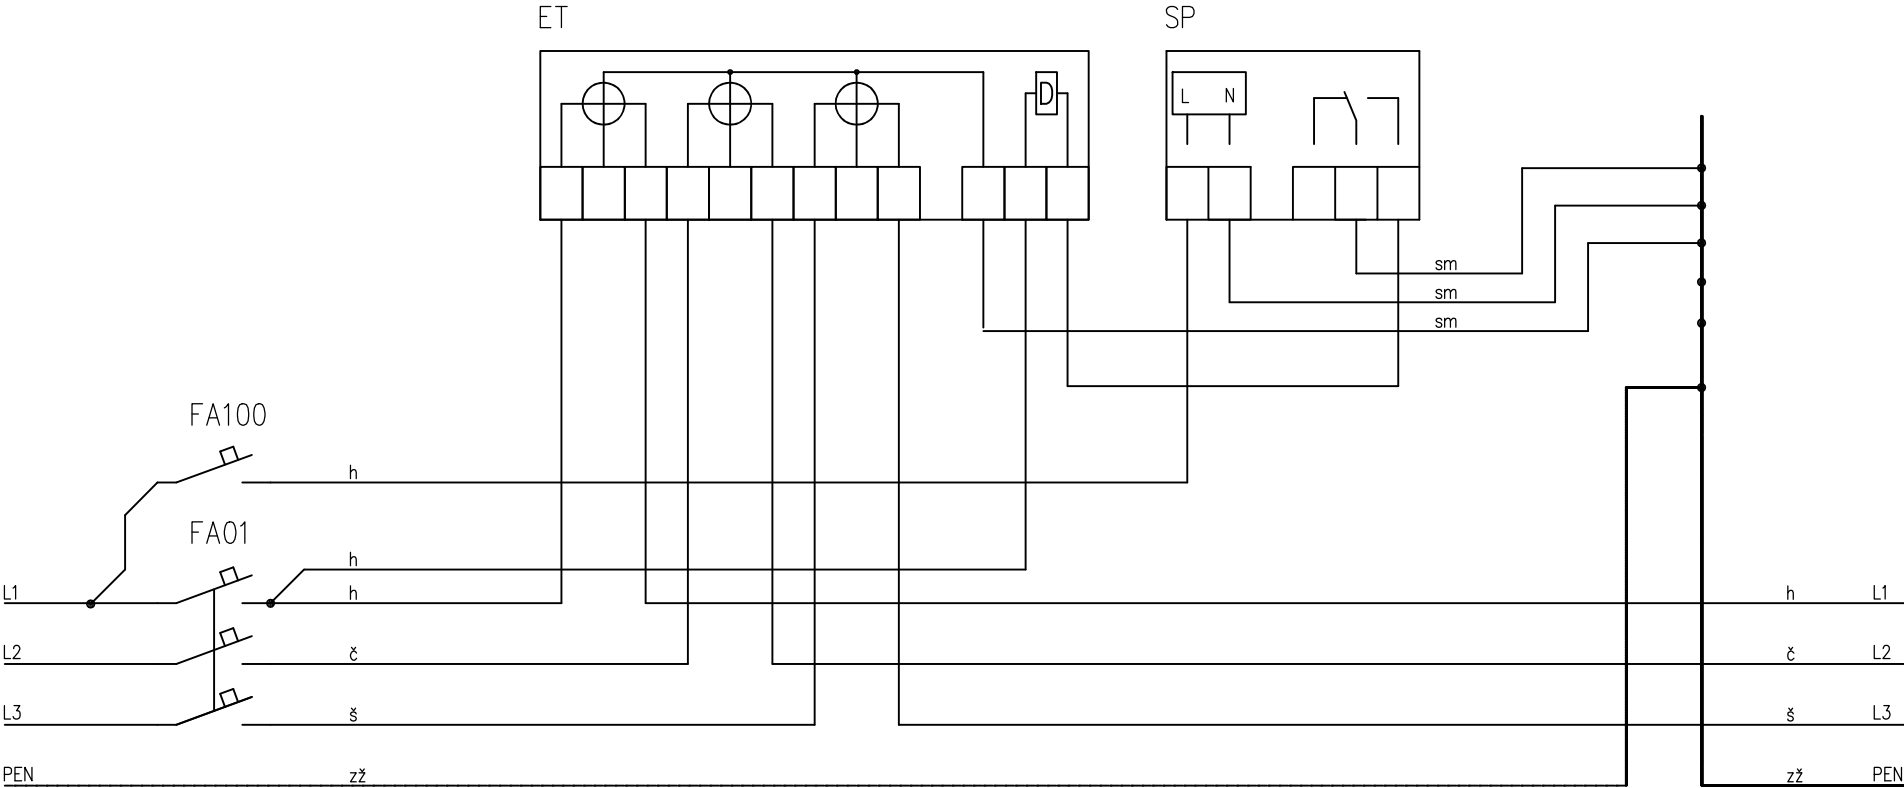 ET SP
L N
D
sm
sm
sm
FA100
h
FA01
h
L1 h h L1
L2 č č L2
L3 š š L3
PEN zž zž PEN